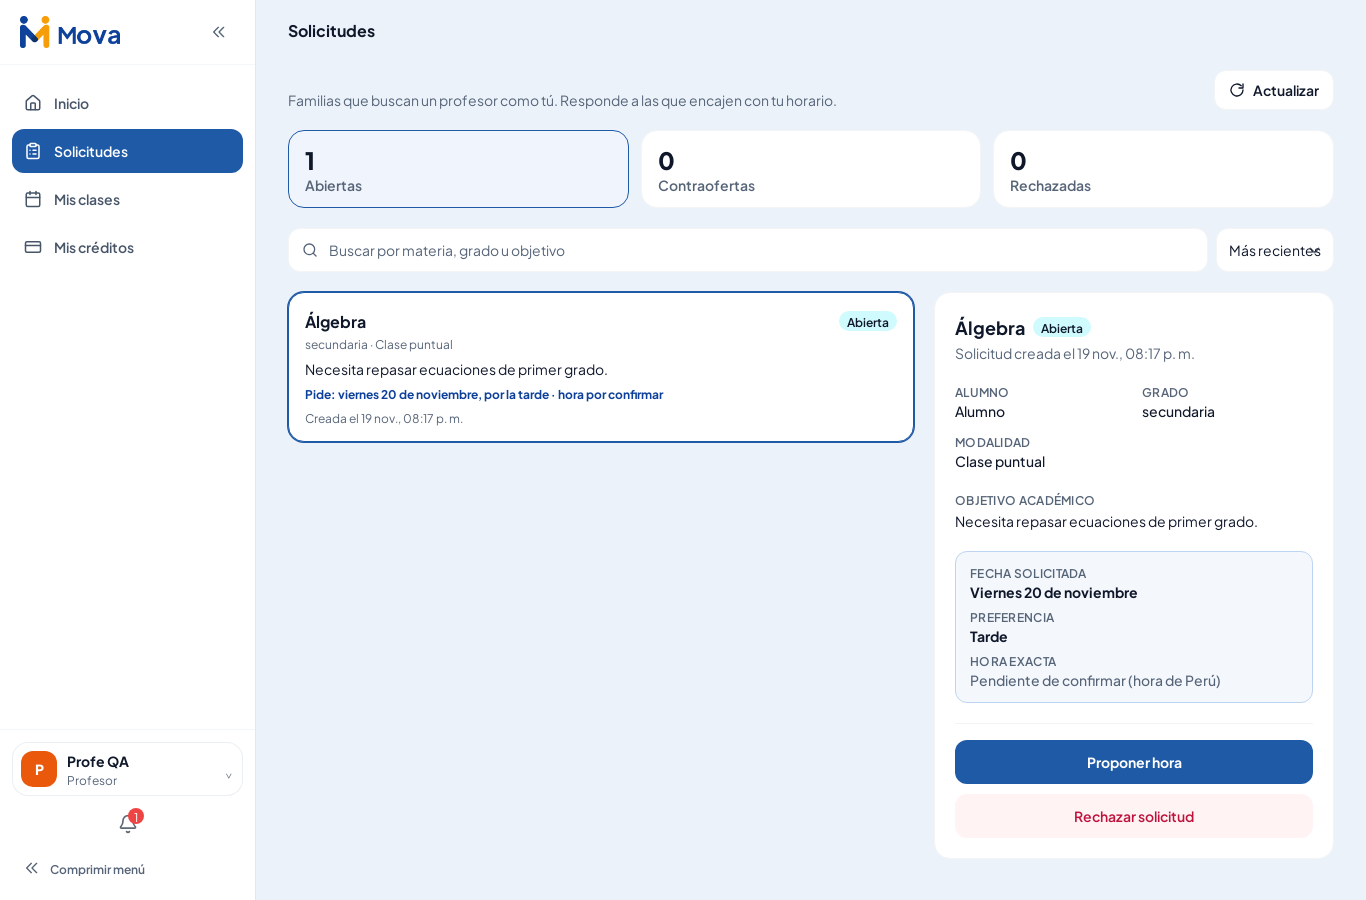 Mova
Inicio
Solicitudes
Mis clases
Mis créditos
P
Profe QA
Profesor
1
Comprimir menú
Solicitudes
Familias que buscan un profesor como tú. Responde a las que encajen con tu horario.
Actualizar
1
Abiertas
0
Contraofertas
0
Rechazadas
Buscar por materia, grado u objetivo
Más recientes
Álgebra
Abierta
secundaria · Clase puntual
Necesita repasar ecuaciones de primer grado.
Pide: viernes 20 de noviembre, por la tarde · hora por confirmar
Creada el 19 nov., 08:17 p. m.
Álgebra
Abierta
Solicitud creada el 19 nov., 08:17 p. m.
ALUMNO
Alumno
GRADO
secundaria
MODALIDAD
Clase puntual
OBJETIVO ACADÉMICO
Necesita repasar ecuaciones de primer grado.
FECHA SOLICITADA
Viernes 20 de noviembre
PREFERENCIA
Tarde
HORA EXACTA
Pendiente de confirmar (hora de Perú)
Proponer hora
Rechazar solicitud